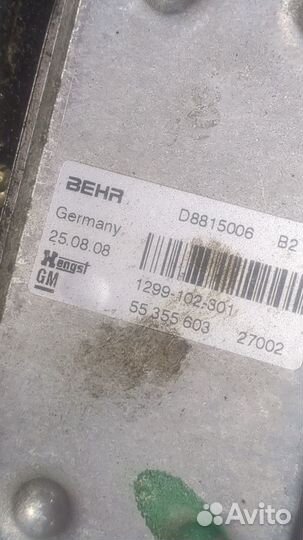 BEHR
D8815006 B2
Germany
25.08.08
Hengst
GM
1299-102-301
55 355 603 27002
Avito